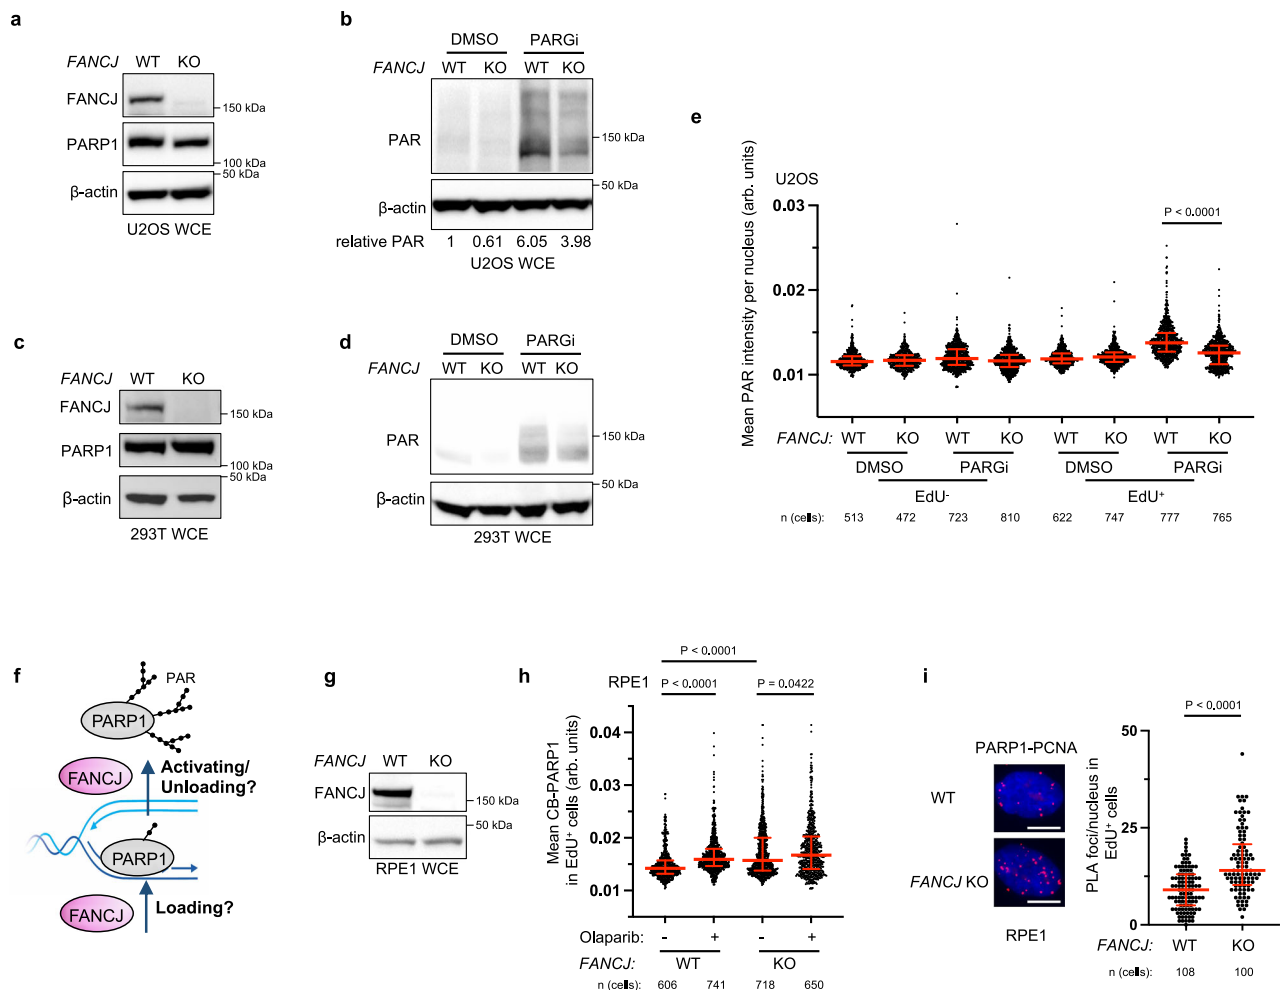 a
FANCJ WT KO
FANCJ
150 kDa
PARP1
100 kDa
50 kDa
β-actin
U2OS WCE
b
DMSO PARGi
FANCJ WT KO WT KO
PAR
150 kDa
50 kDa
β-actin
relative PAR 1 0.61 6.05 3.98
U2OS WCE
c
FANCJ WT KO
FANCJ
150 kDa
PARP1
100 kDa
50 kDa
β-actin
293T WCE
d
DMSO PARGi
FANCJ WT KO WT KO
PAR
150 kDa
50 kDa
β-actin
293T WCE
e
U2OS
Mean PAR intensity per nucleus (arb. units)
0.03
0.02
0.01
P < 0.0001
FANCJ: WT KO WT KO WT KO WT KO
DMSO PARGi DMSO PARGi
EdU- EdU+
n (cells): 513 472 723 810 622 747 777 765
f
PAR
PARP1
FANCJ
Activating/
Unloading?
PARP1
FANCJ
Loading?
g
FANCJ WT KO
FANCJ
150 kDa
50 kDa
β-actin
RPE1 WCE
h
RPE1
P < 0.0001
P < 0.0001
P = 0.0422
Mean CB-PARP1
in EdU+ cells (arb. units)
0.04
0.03
0.02
0.01
Olaparib: - + - +
FANCJ: WT KO
n (cells): 606 741 718 650
i
PARP1-PCNA
WT
FANCJ KO
RPE1
P < 0.0001
PLA foci/nucleus in
EdU+ cells
50
25
0
FANCJ: WT KO
n (cells): 108 100